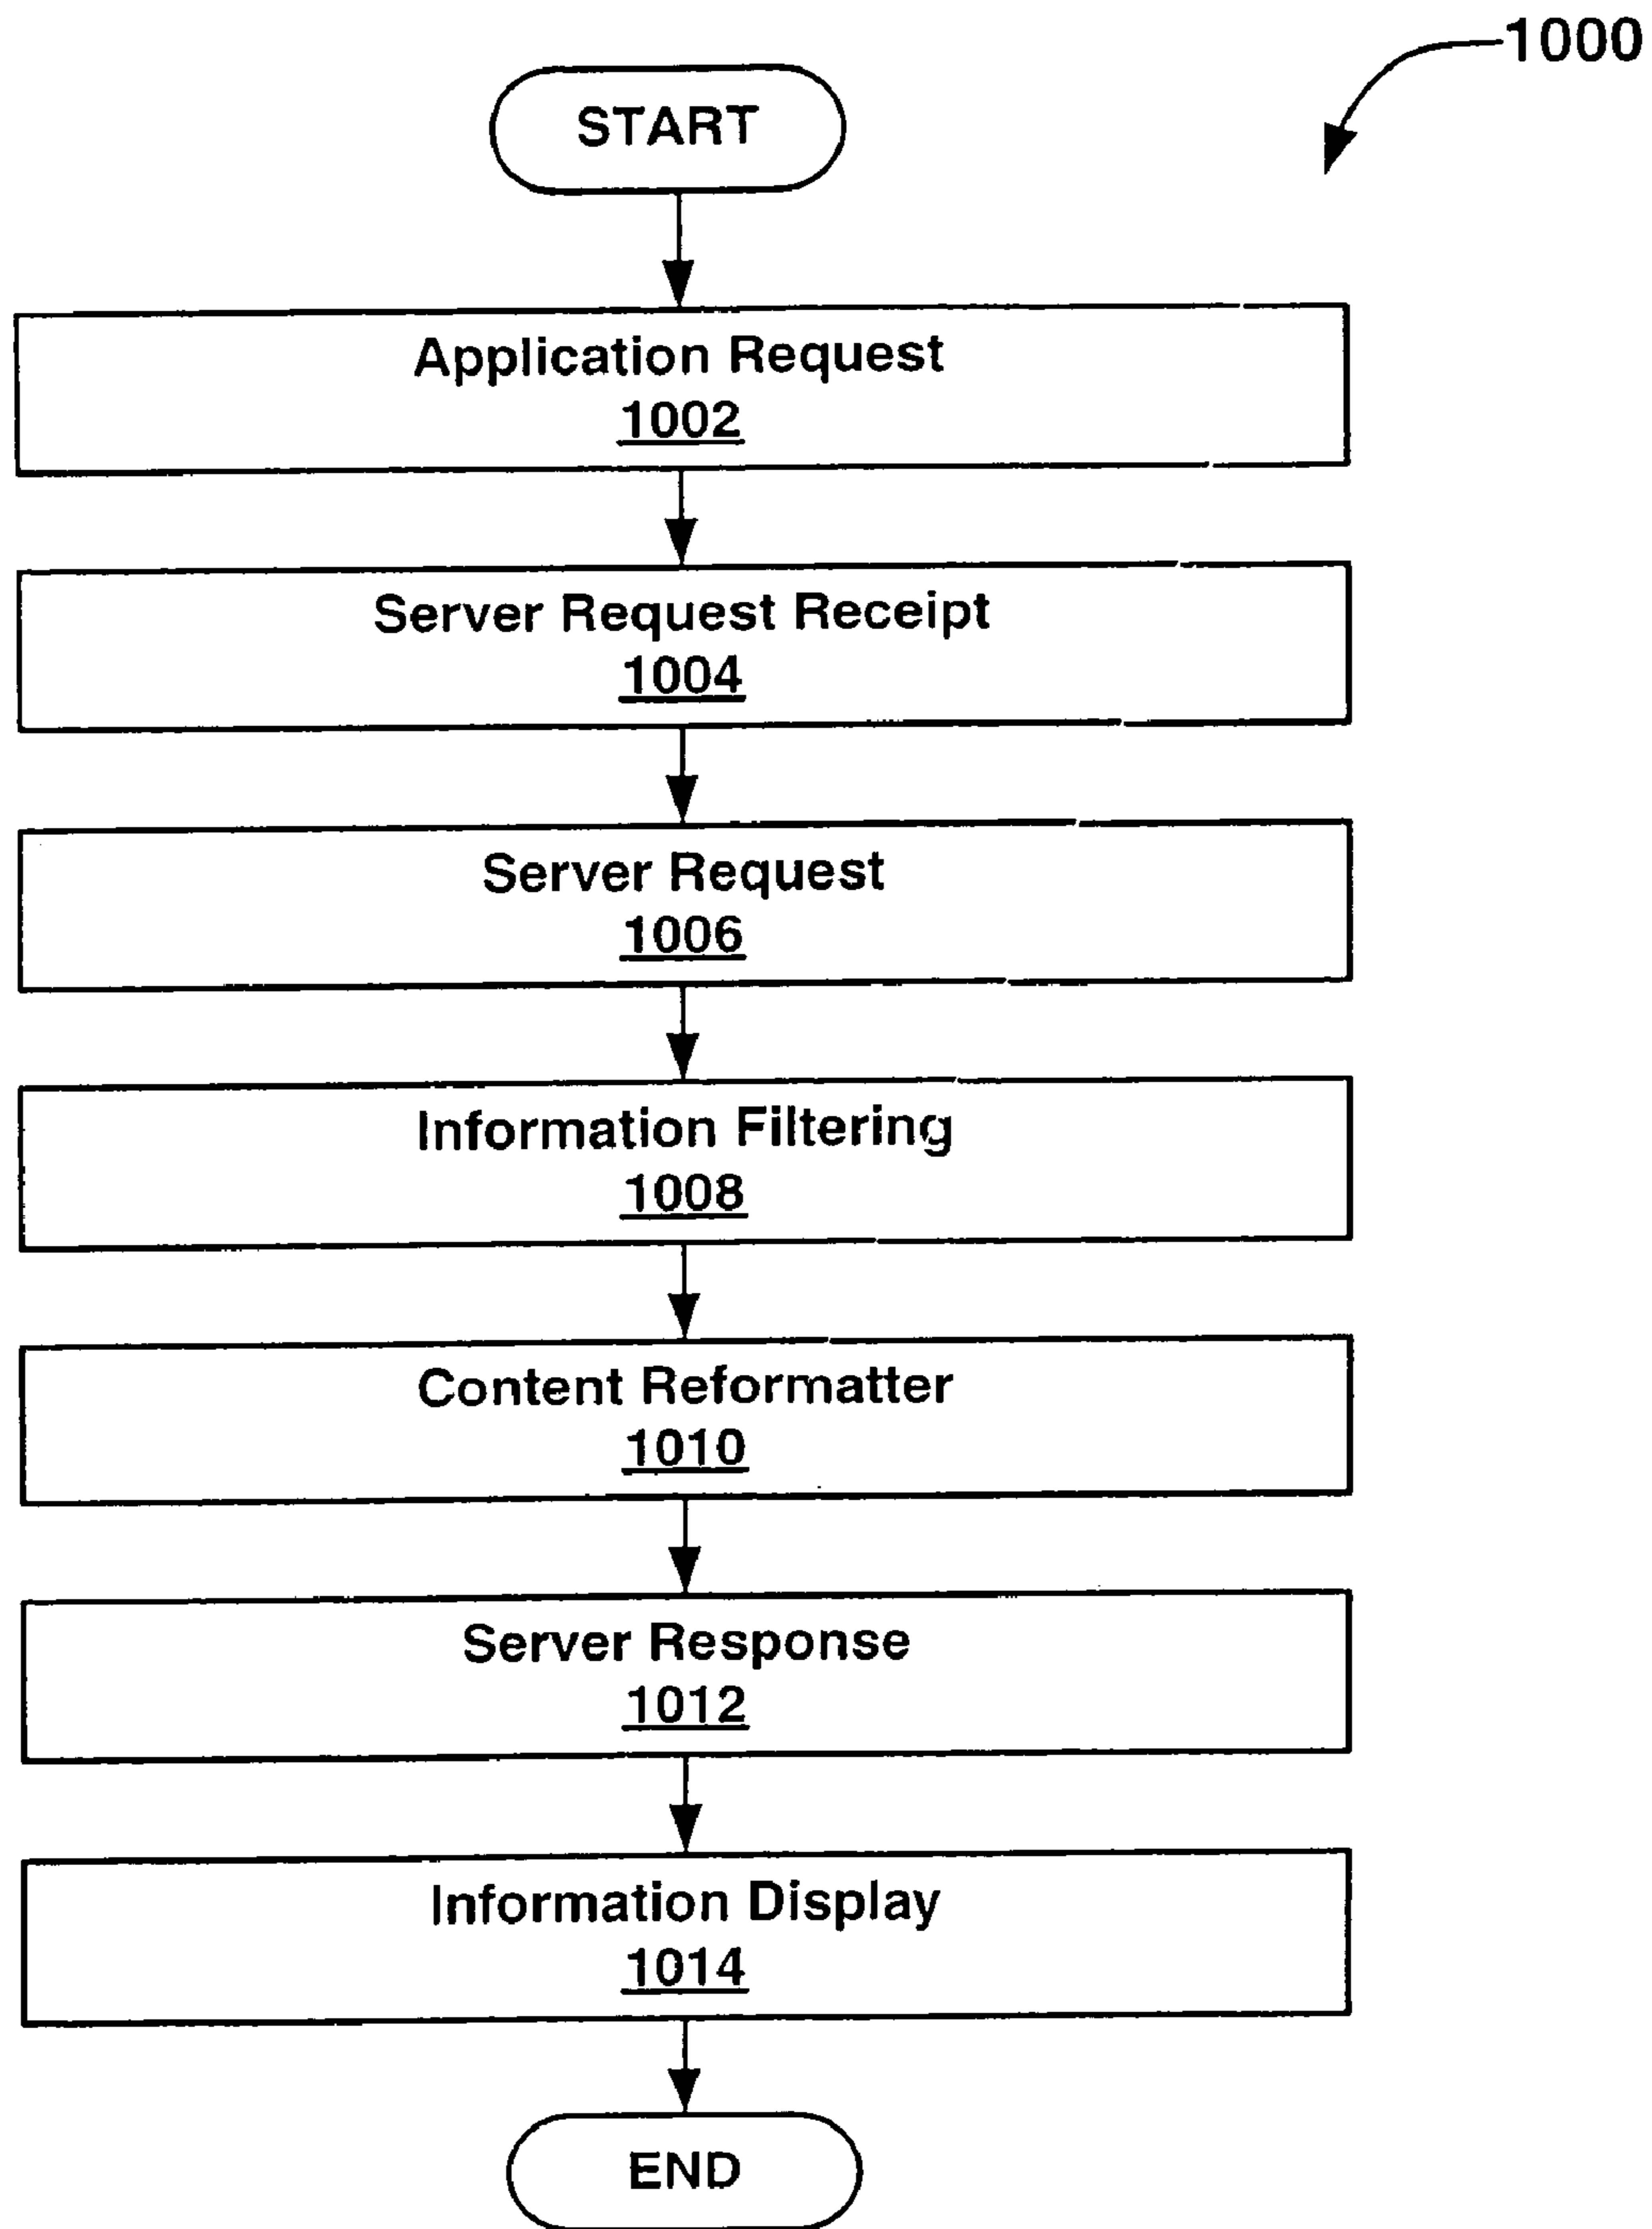 1000
START
Application Request
1002
Server Request Receipt
1004
Server Request
1006
Information Filtering
1008
Content Reformatter
1010
Server Response
1012
Information Display
1014
END